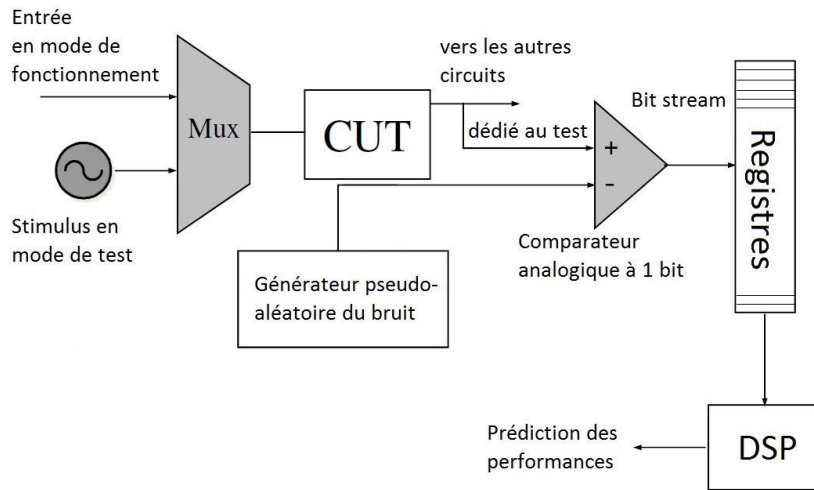 Entrée
en mode de
fonctionnement
Mux
Stimulus en
mode de test
CUT
vers les autres
circuits
dédié au test
+
-
Générateur pseudo-
aléatoire du bruit
Comparateur
analogique à 1 bit
Bit stream
Registres
DSP
Prédiction des
performances